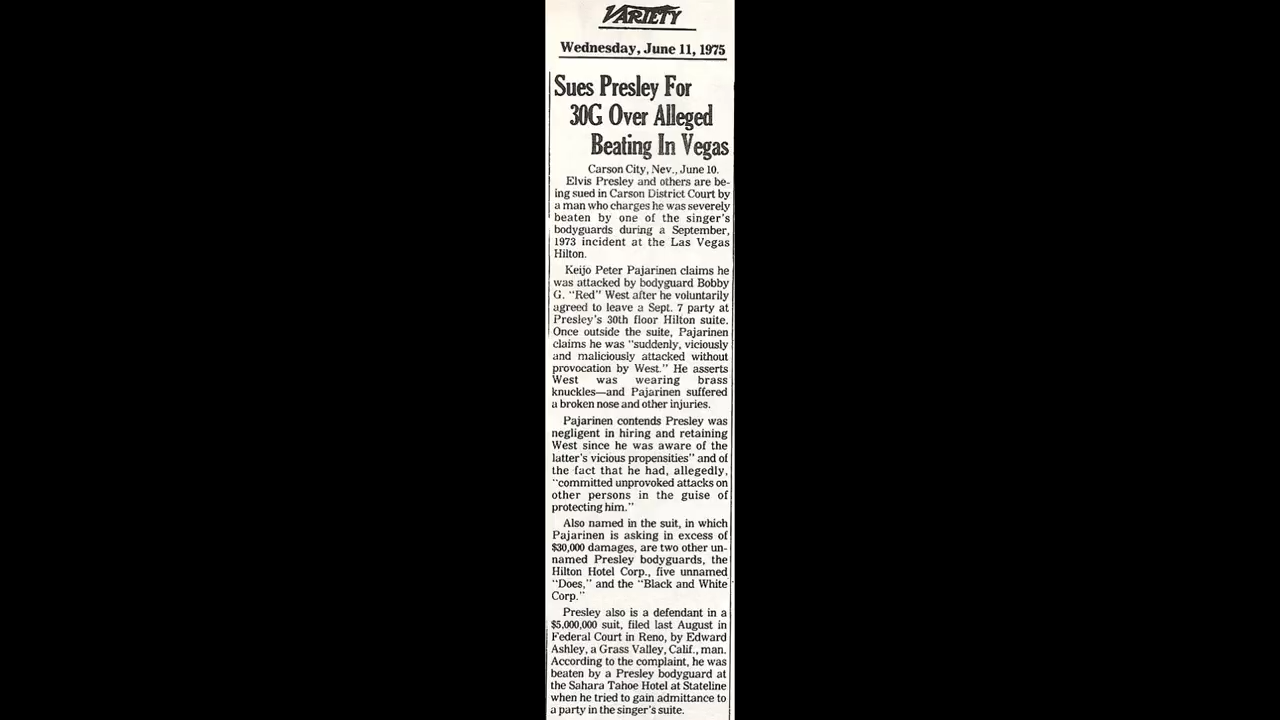 VARIETY
Wednesday, June 11, 1975
Sues Presley For
30G Over Alleged
Beating In Vegas
Carson City, Nev., June 10.
Elvis Presley and others are be-
ing sued in Carson District Court by
a man who charges he was severely
beaten by one of the singer's
bodyguards during a September,
1973 incident at the Las Vegas
Hilton.
Keijo Peter Pajarinen claims he
was attacked by bodyguard Bobby
G. "Red" West after he voluntarily
agreed to leave a Sept. 7 party at
Presley's 30th floor Hilton suite.
Once outside the suite, Pajarinen
claims he was "suddenly, viciously
and maliciously attacked without
provocation by West." He asserts
West was wearing brass
knuckles—and Pajarinen suffered
a broken nose and other injuries.
Pajarinen contends Presley was
negligent in hiring and retaining
West since he was aware of the
latter's vicious propensities" and of
the fact that he had, allegedly,
"committed unprovoked attacks on
other persons in the guise of
protecting him."
Also named in the suit, in which
Pajarinen is asking in excess of
$30,000 damages, are two other un-
named Presley bodyguards, the
Hilton Hotel Corp., five unnamed
"Does," and the "Black and White
Corp."
Presley also is a defendant in a
$5,000,000 suit, filed last August in
Federal Court in Reno, by Edward
Ashley, a Grass Valley, Calif., man.
According to the complaint, he was
beaten by a Presley bodyguard at
the Sahara Tahoe Hotel at Stateline
when he tried to gain admittance to
a party in the singer's suite.